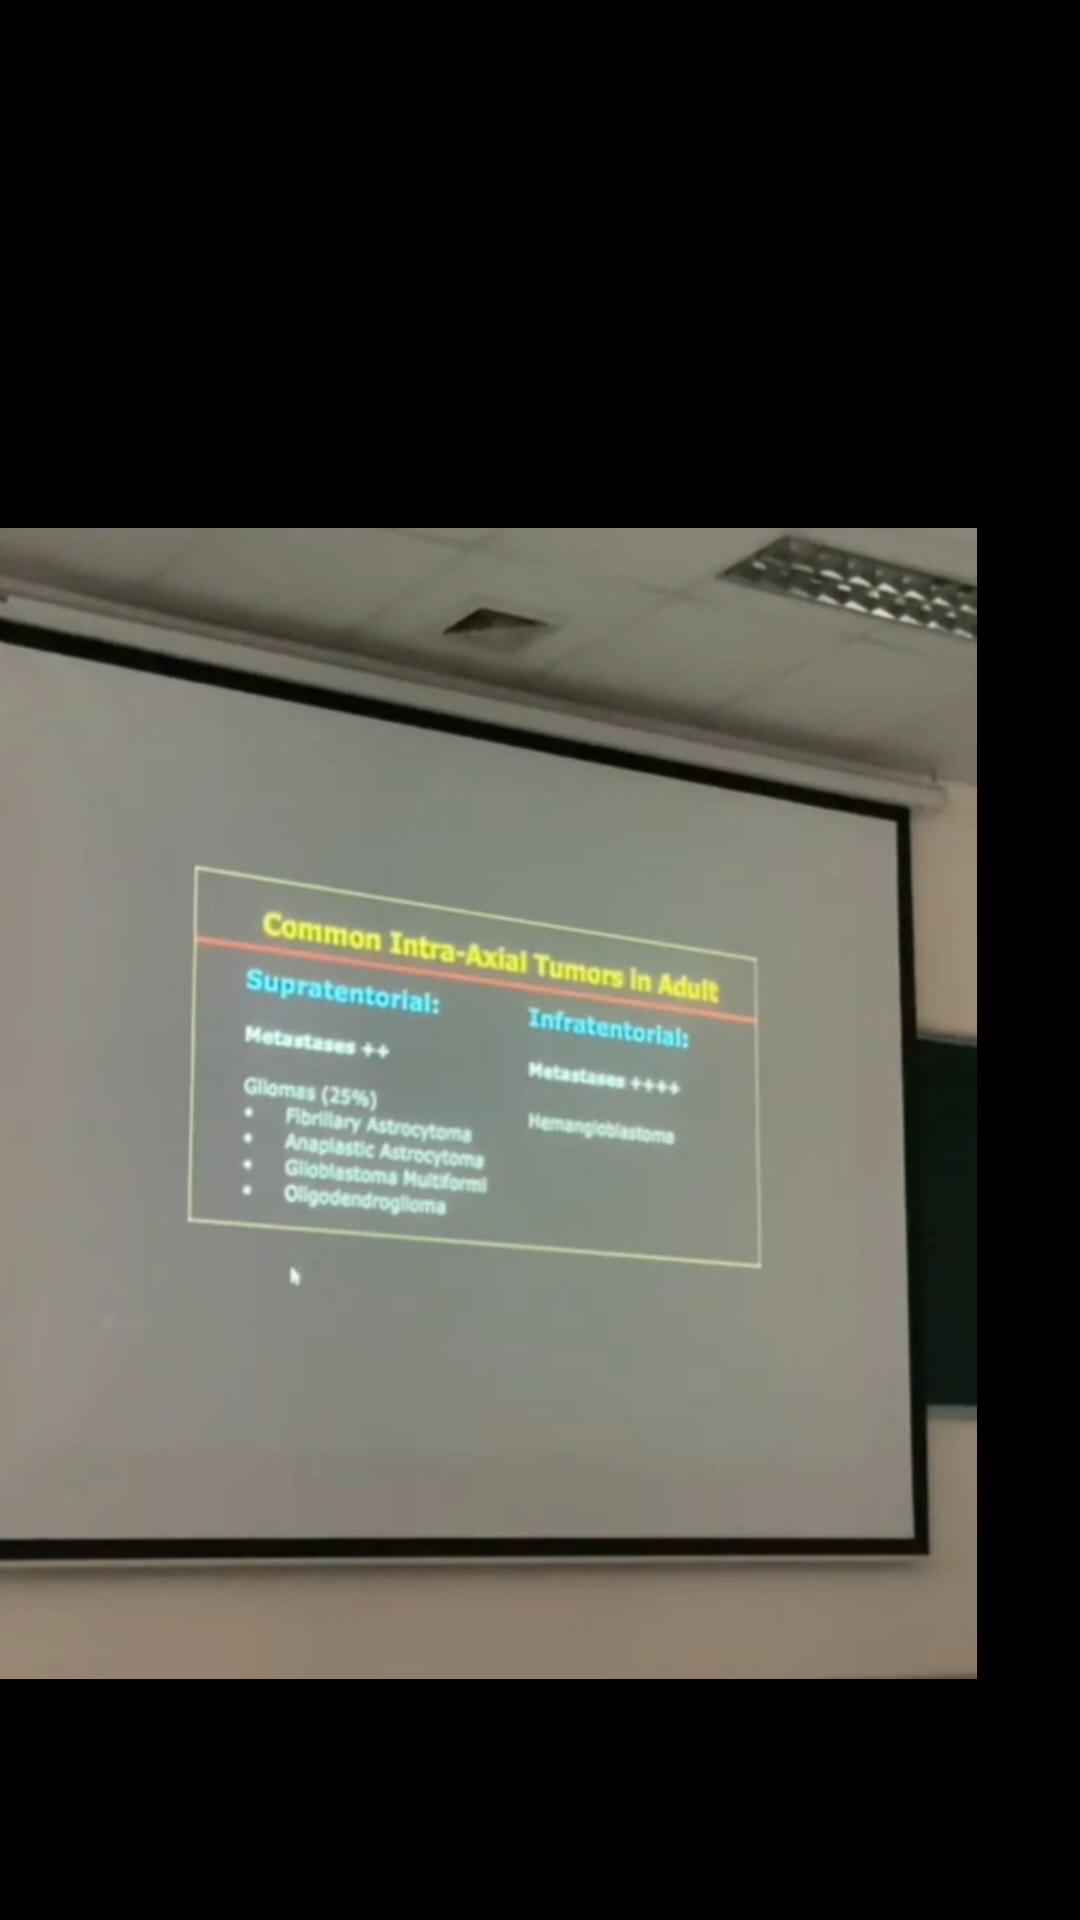 Common Intra-Axial Tumors in Adult
Supratentorial:
Metastases ++
Gliomas (25%)
• Fibrillary Astrocytoma
• Anaplastic Astrocytoma
• Glioblastoma Multiformi
• Oligodendroglioma
Infratentorial:
Metastases ++++
Hemangioblastoma